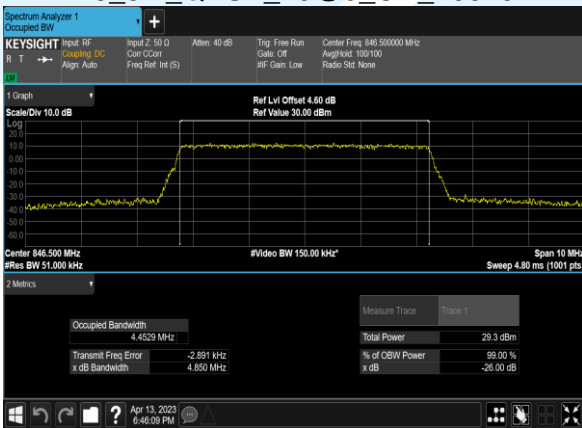 Spectrum Analyzer 1
Occupied BW
KEYSIGHT
R T
LW
Input: RF
Coupling: DC
Align: Auto
Input Z: 50 Ω
Corr CCorr
Freq Ref: Int (S)
Atten: 40 dB
Trig: Free Run
Gate: Off
#IF Gain: Low
Center Freq: 846.500000 MHz
Avg|Hold: 100/100
Radio Std: None
1 Graph
Scale/Div 10.0 dB
Ref Lvl Offset 4.60 dB
Ref Value 30.00 dBm
Log
20.0
10.0
0.00
-10.0
-20.0
-30.0
-40.0
-50.0
-60.0
Center 846.500 MHz
#Video BW 150.00 kHz*
Span 10 MHz
#Res BW 51.000 kHz
Sweep 4.80 ms (1001 pts
2 Metrics
Measure Trace
Trace 1
Occupied Bandwidth
4.4529 MHz
Total Power
29.3 dBm
Transmit Freq Error
-2.891 kHz
% of OBW Power
99.00 %
x dB Bandwidth
4.850 MHz
x dB
-26.00 dB
?
Apr 13, 2023
6:46:09 PM